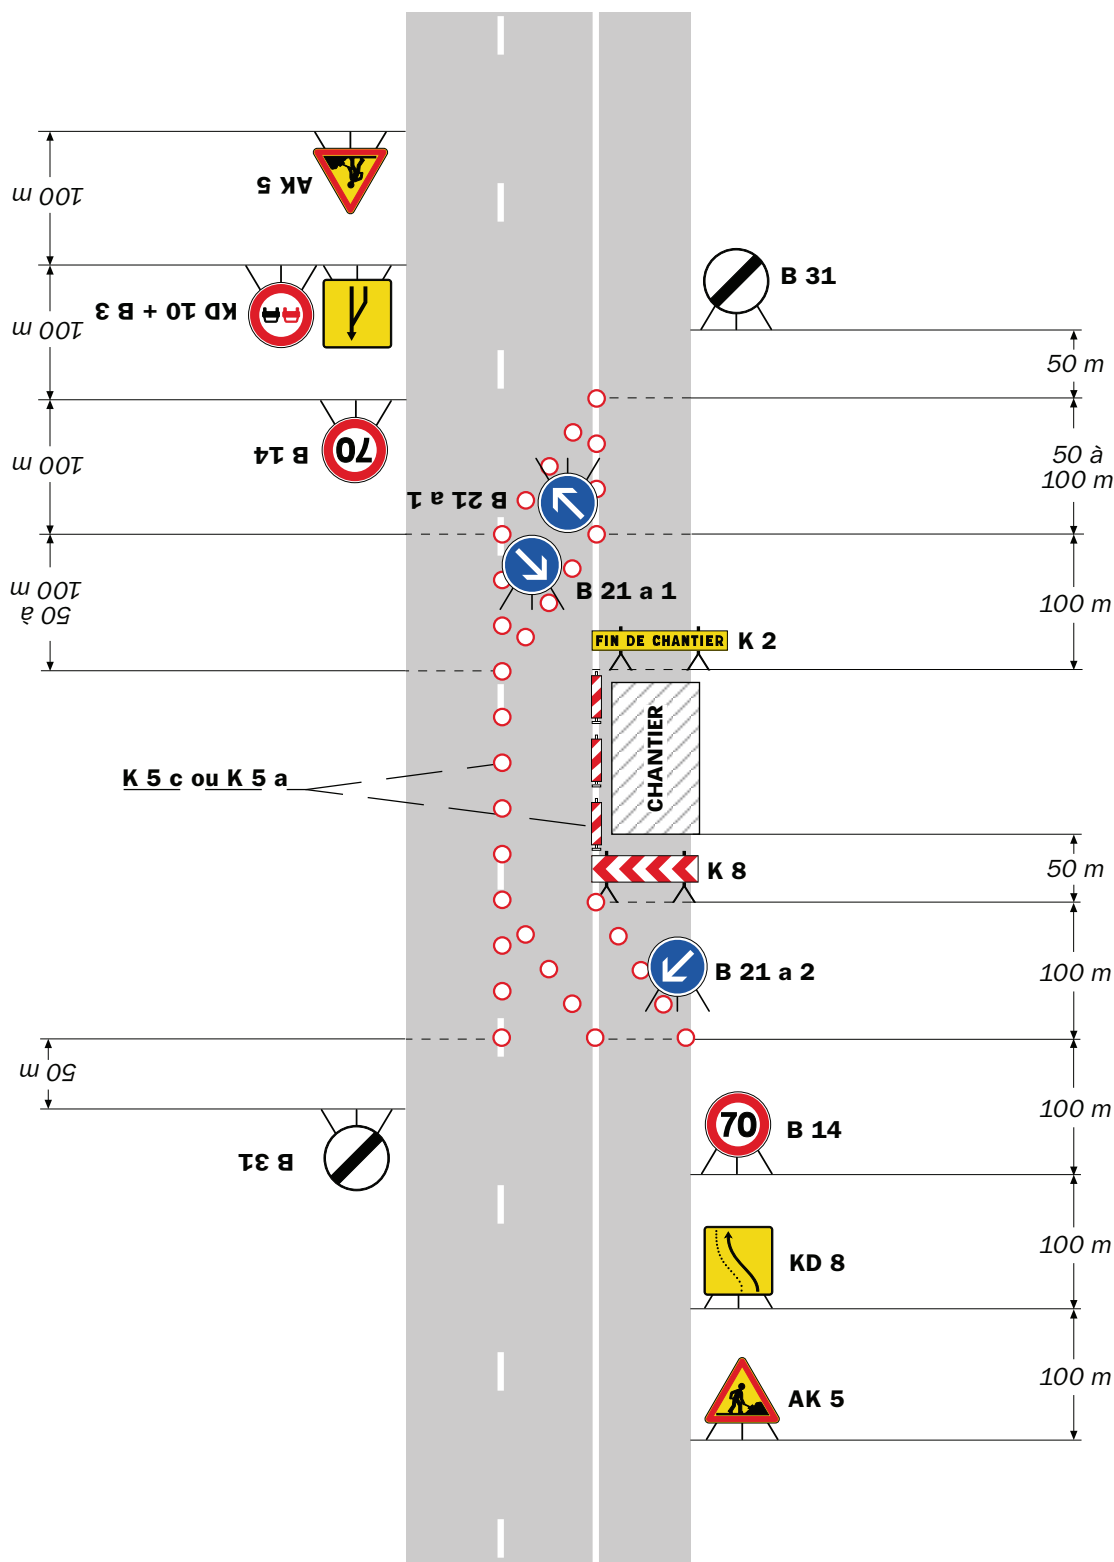 AK 5
100 m
KD 10 + B 3
100 m
B 14
70
100 m
B 21 a 1
50 à
100 m
K 5 c ou K 5 a
50 m
B 31
B 31
50 m
50 à
100 m
B 21 a 1
100 m
FIN DE CHANTIER
K 2
CHANTIER
K 8
50 m
B 21 a 2
100 m
70
B 14
100 m
KD 8
100 m
AK 5
100 m